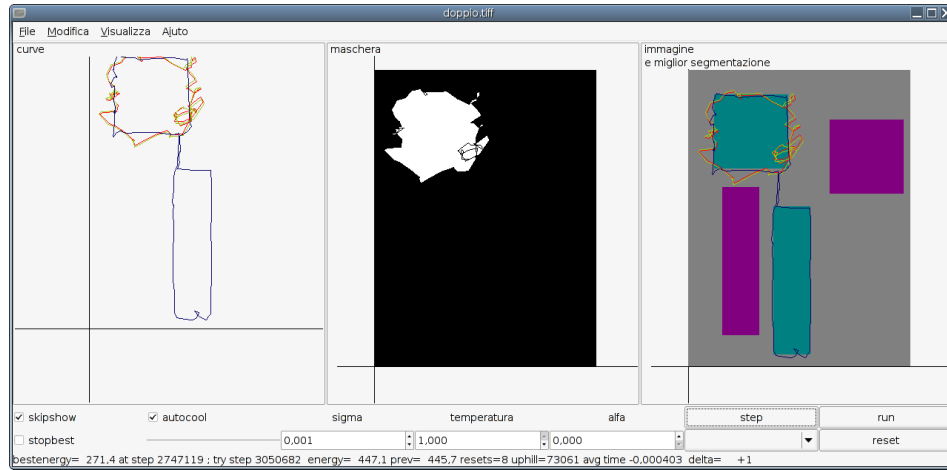 doppio.tiff
File Modifica Visualizza Ajuto
curve
maschera
immagine
e miglior segmentazione
skipshow autocool sigma temperatura alfa step run
stopbest 0,001 1,000 0,000 reset
bestenergy= 271,4 at step 2747119 ; try step 3050682 energy= 447,1 prev= 445,7 resets=8 uphill=73061 avg time -0,000403 delta= +1